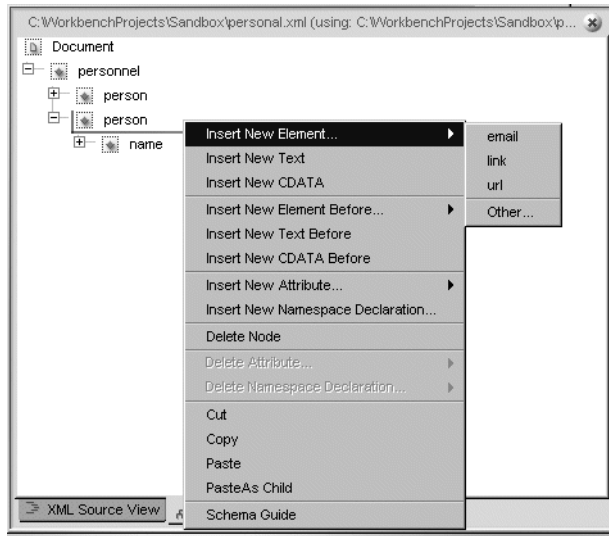 C:\WorkbenchProjects\Sandbox\personal.xml (using: C:\WorkbenchProjects\Sandbox\p...
Document
personnel
person
person
name
Insert New Element...
Insert New Text
Insert New CDATA
Insert New Element Before...
Insert New Text Before
Insert New CDATA Before
Insert New Attribute...
Insert New Namespace Declaration...
Delete Node
Delete Attribute...
Delete Namespace Declaration...
Cut
Copy
Paste
PasteAs Child
Schema Guide
email
link
url
Other...
XML Source View